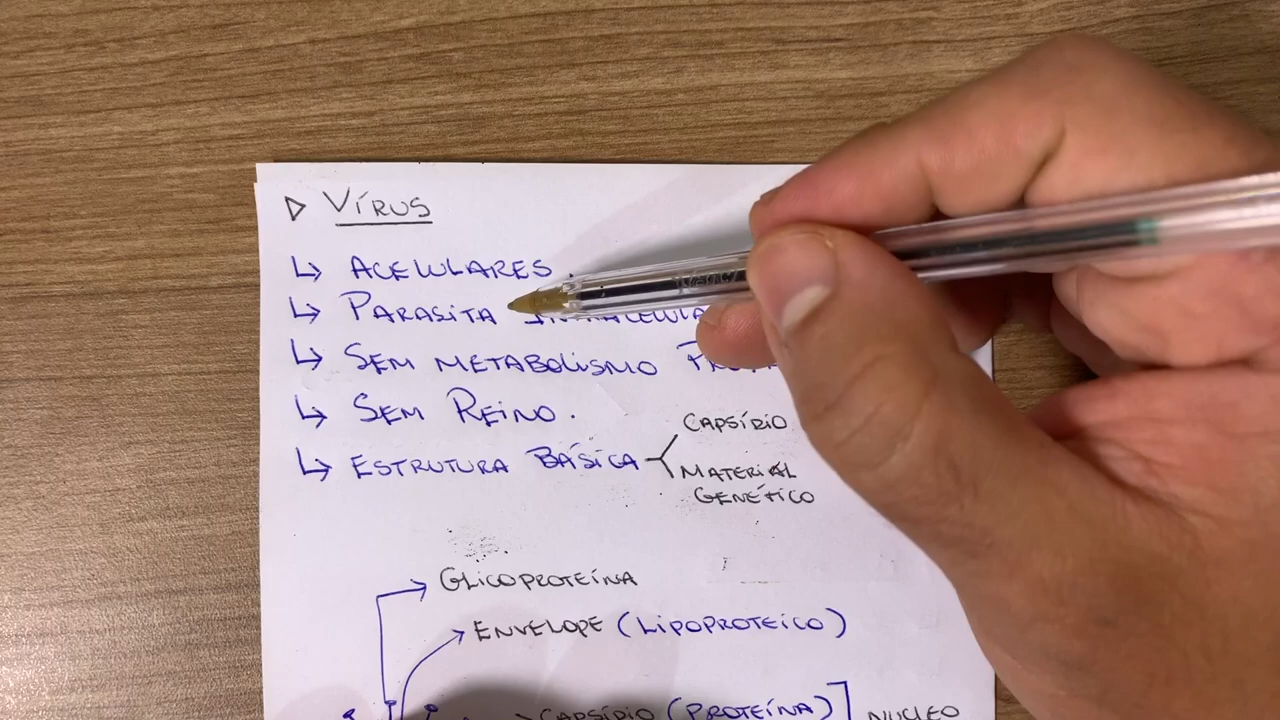 ▷ VÍRUS
↳ ACELULARES.
↳ PARASITA
↳ SEM METABOLISMO
↳ SEM REINO.
↳ ESTRUTURA BÁSICA
CAPSÍDIO
MATERIAL
GENÉTICO
GLICOPROTEÍNA
ENVELOPE (LIPOPROTEICO)
CAPSÍDIO (PROTEÍNA)] NUCLEO